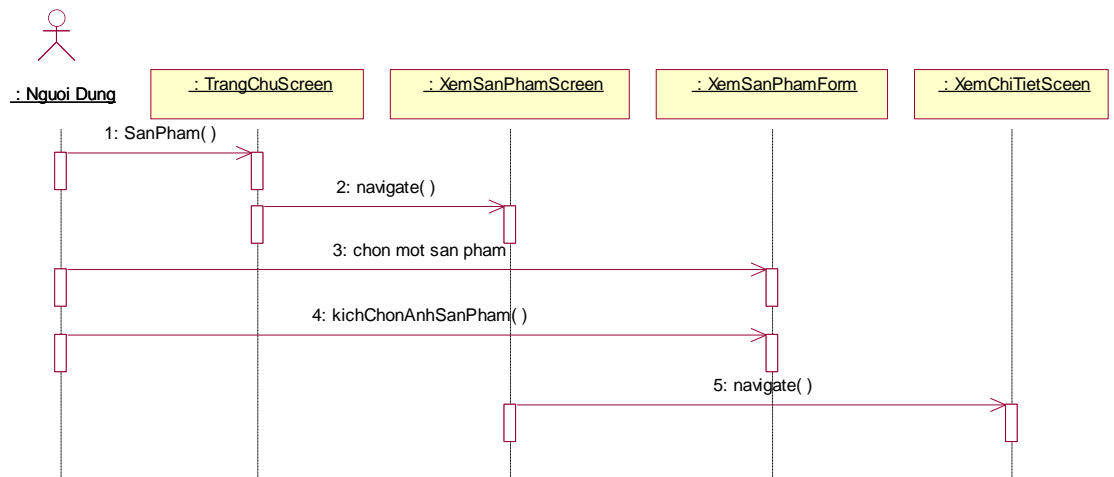 : Nguoi Dung
: TrangChuScreen
: XemSanPhamScreen
: XemSanPhamForm
: XemChiTietSceen
1: SanPham( )
2: navigate( )
3: chon mot san pham
4: kichChonAnhSanPham( )
5: navigate( )